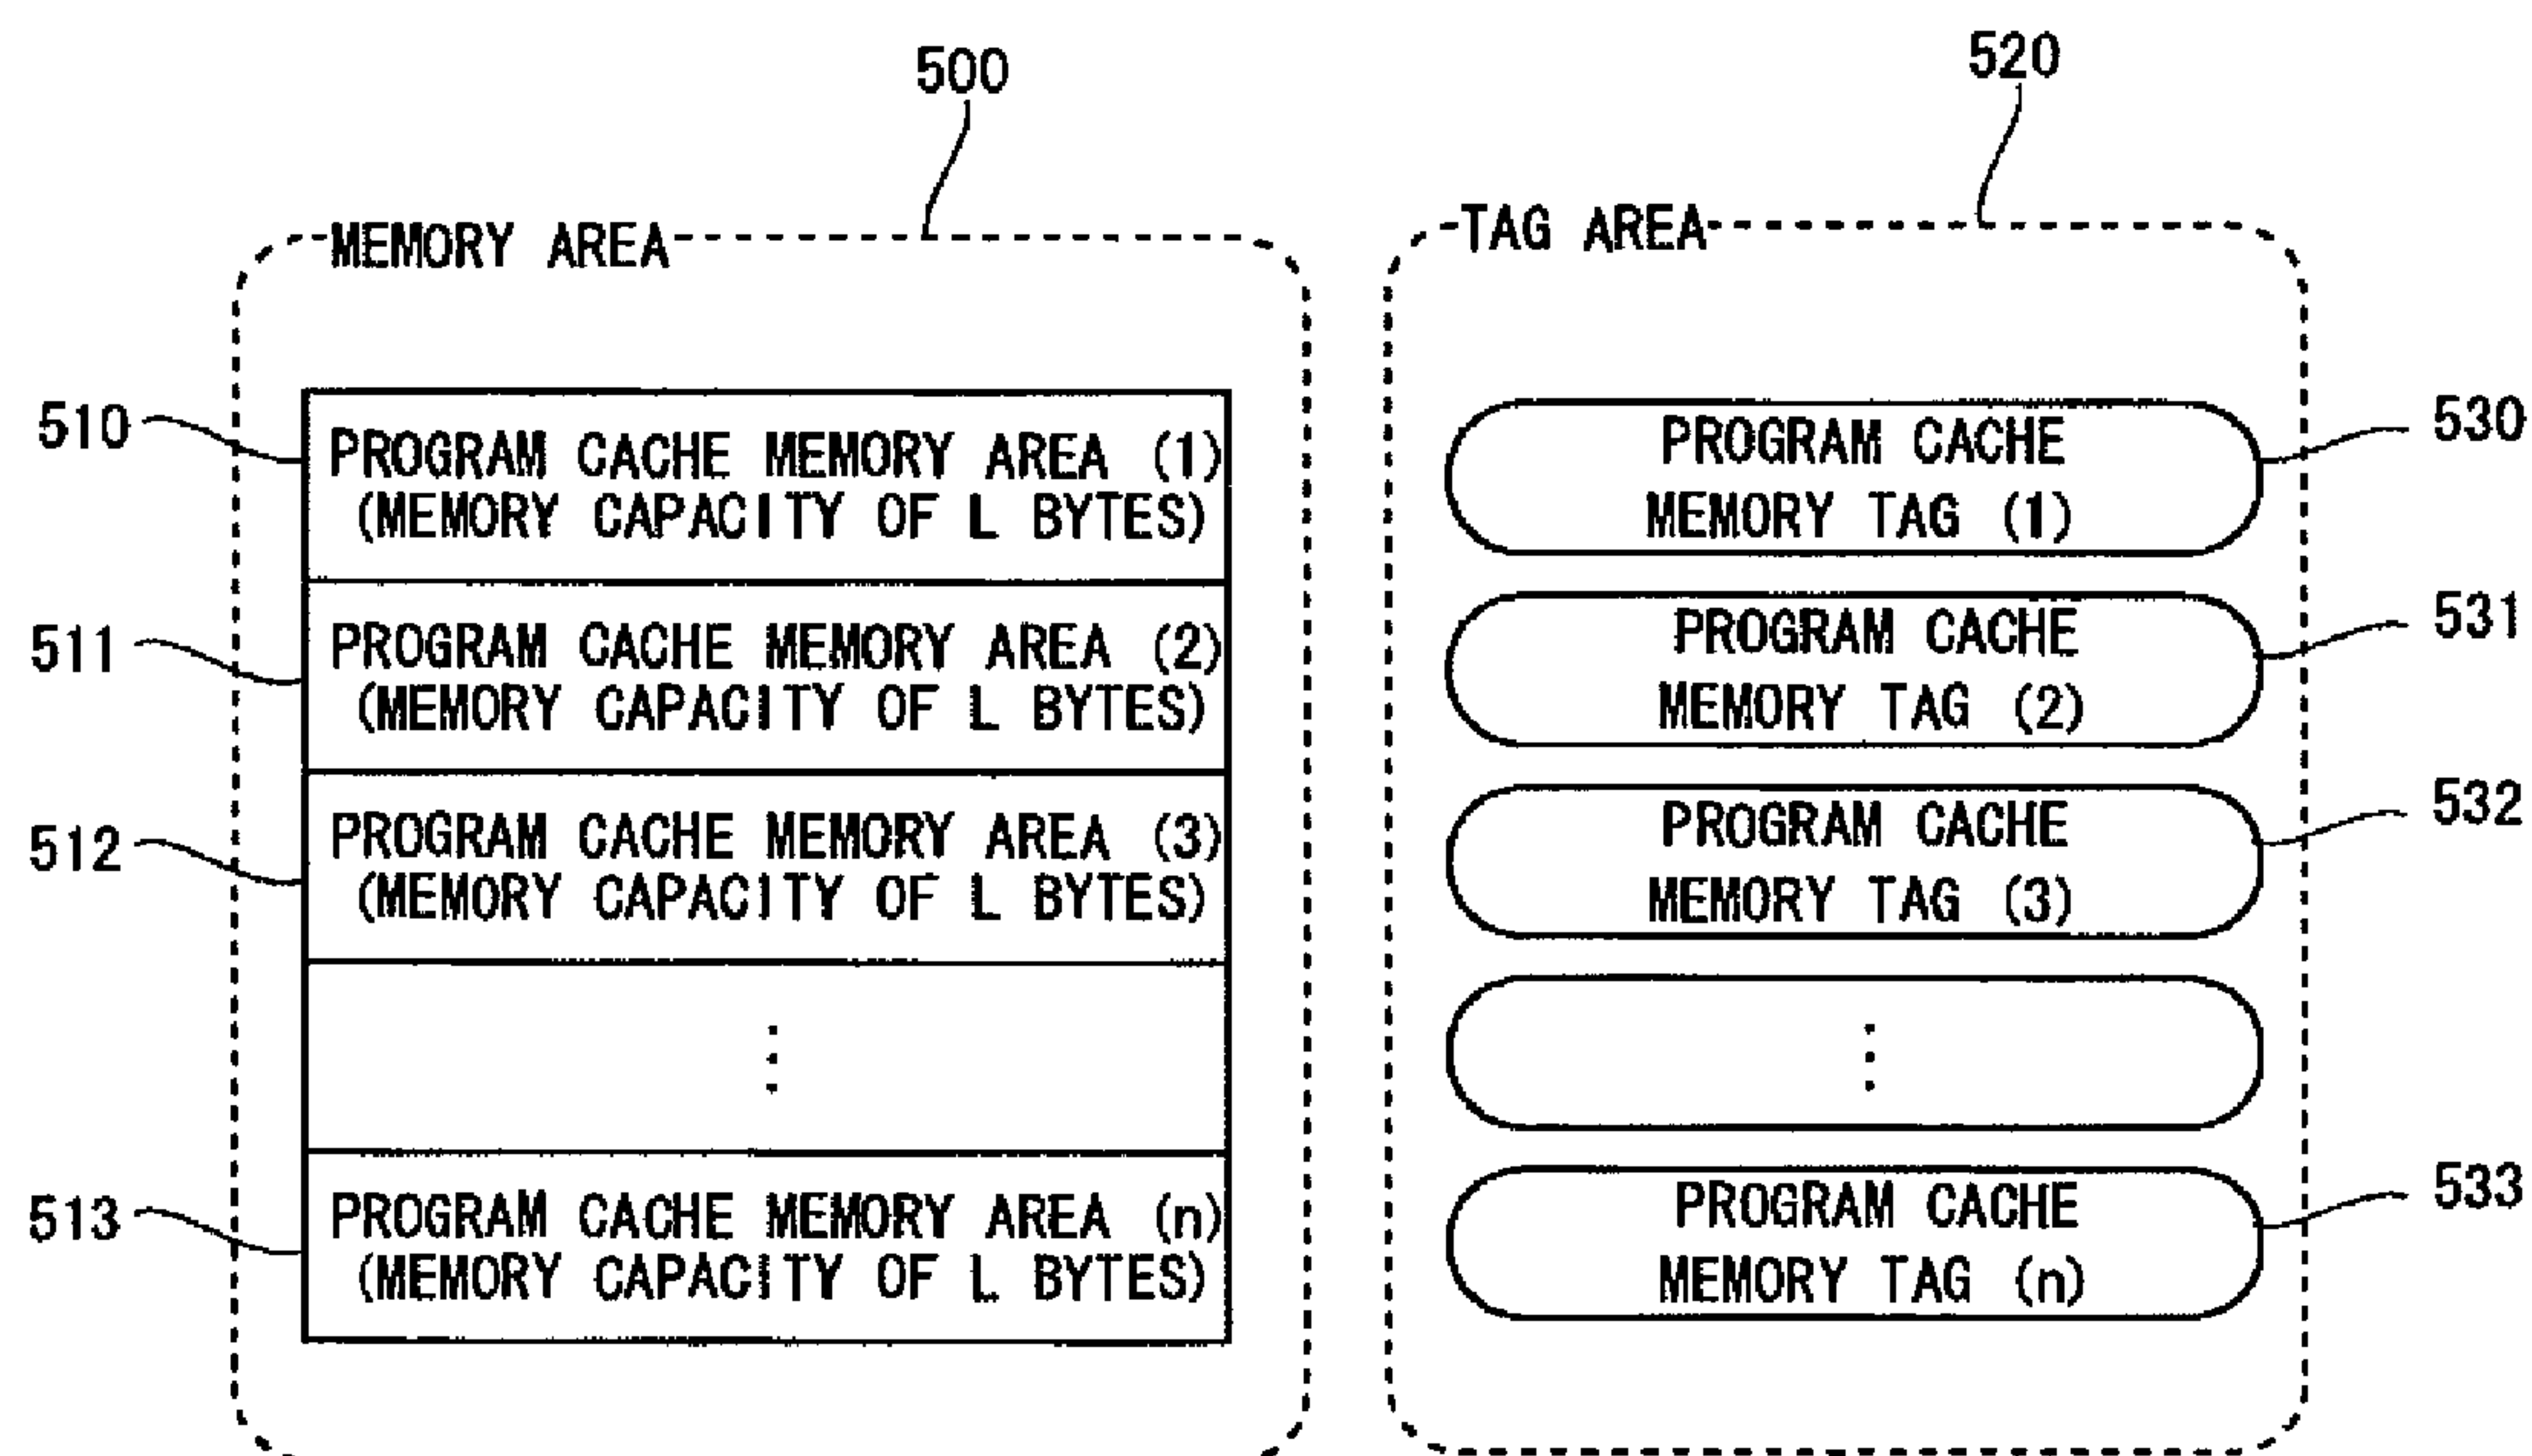 500
520
MEMORY AREA
TAG AREA
510
PROGRAM CACHE MEMORY AREA (1)
(MEMORY CAPACITY OF L BYTES)
511
PROGRAM CACHE MEMORY AREA (2)
(MEMORY CAPACITY OF L BYTES)
512
PROGRAM CACHE MEMORY AREA (3)
(MEMORY CAPACITY OF L BYTES)
⋮
513
PROGRAM CACHE MEMORY AREA (n)
(MEMORY CAPACITY OF L BYTES)
PROGRAM CACHE
MEMORY TAG (1)
530
PROGRAM CACHE
MEMORY TAG (2)
531
PROGRAM CACHE
MEMORY TAG (3)
532
⋮
PROGRAM CACHE
MEMORY TAG (n)
533